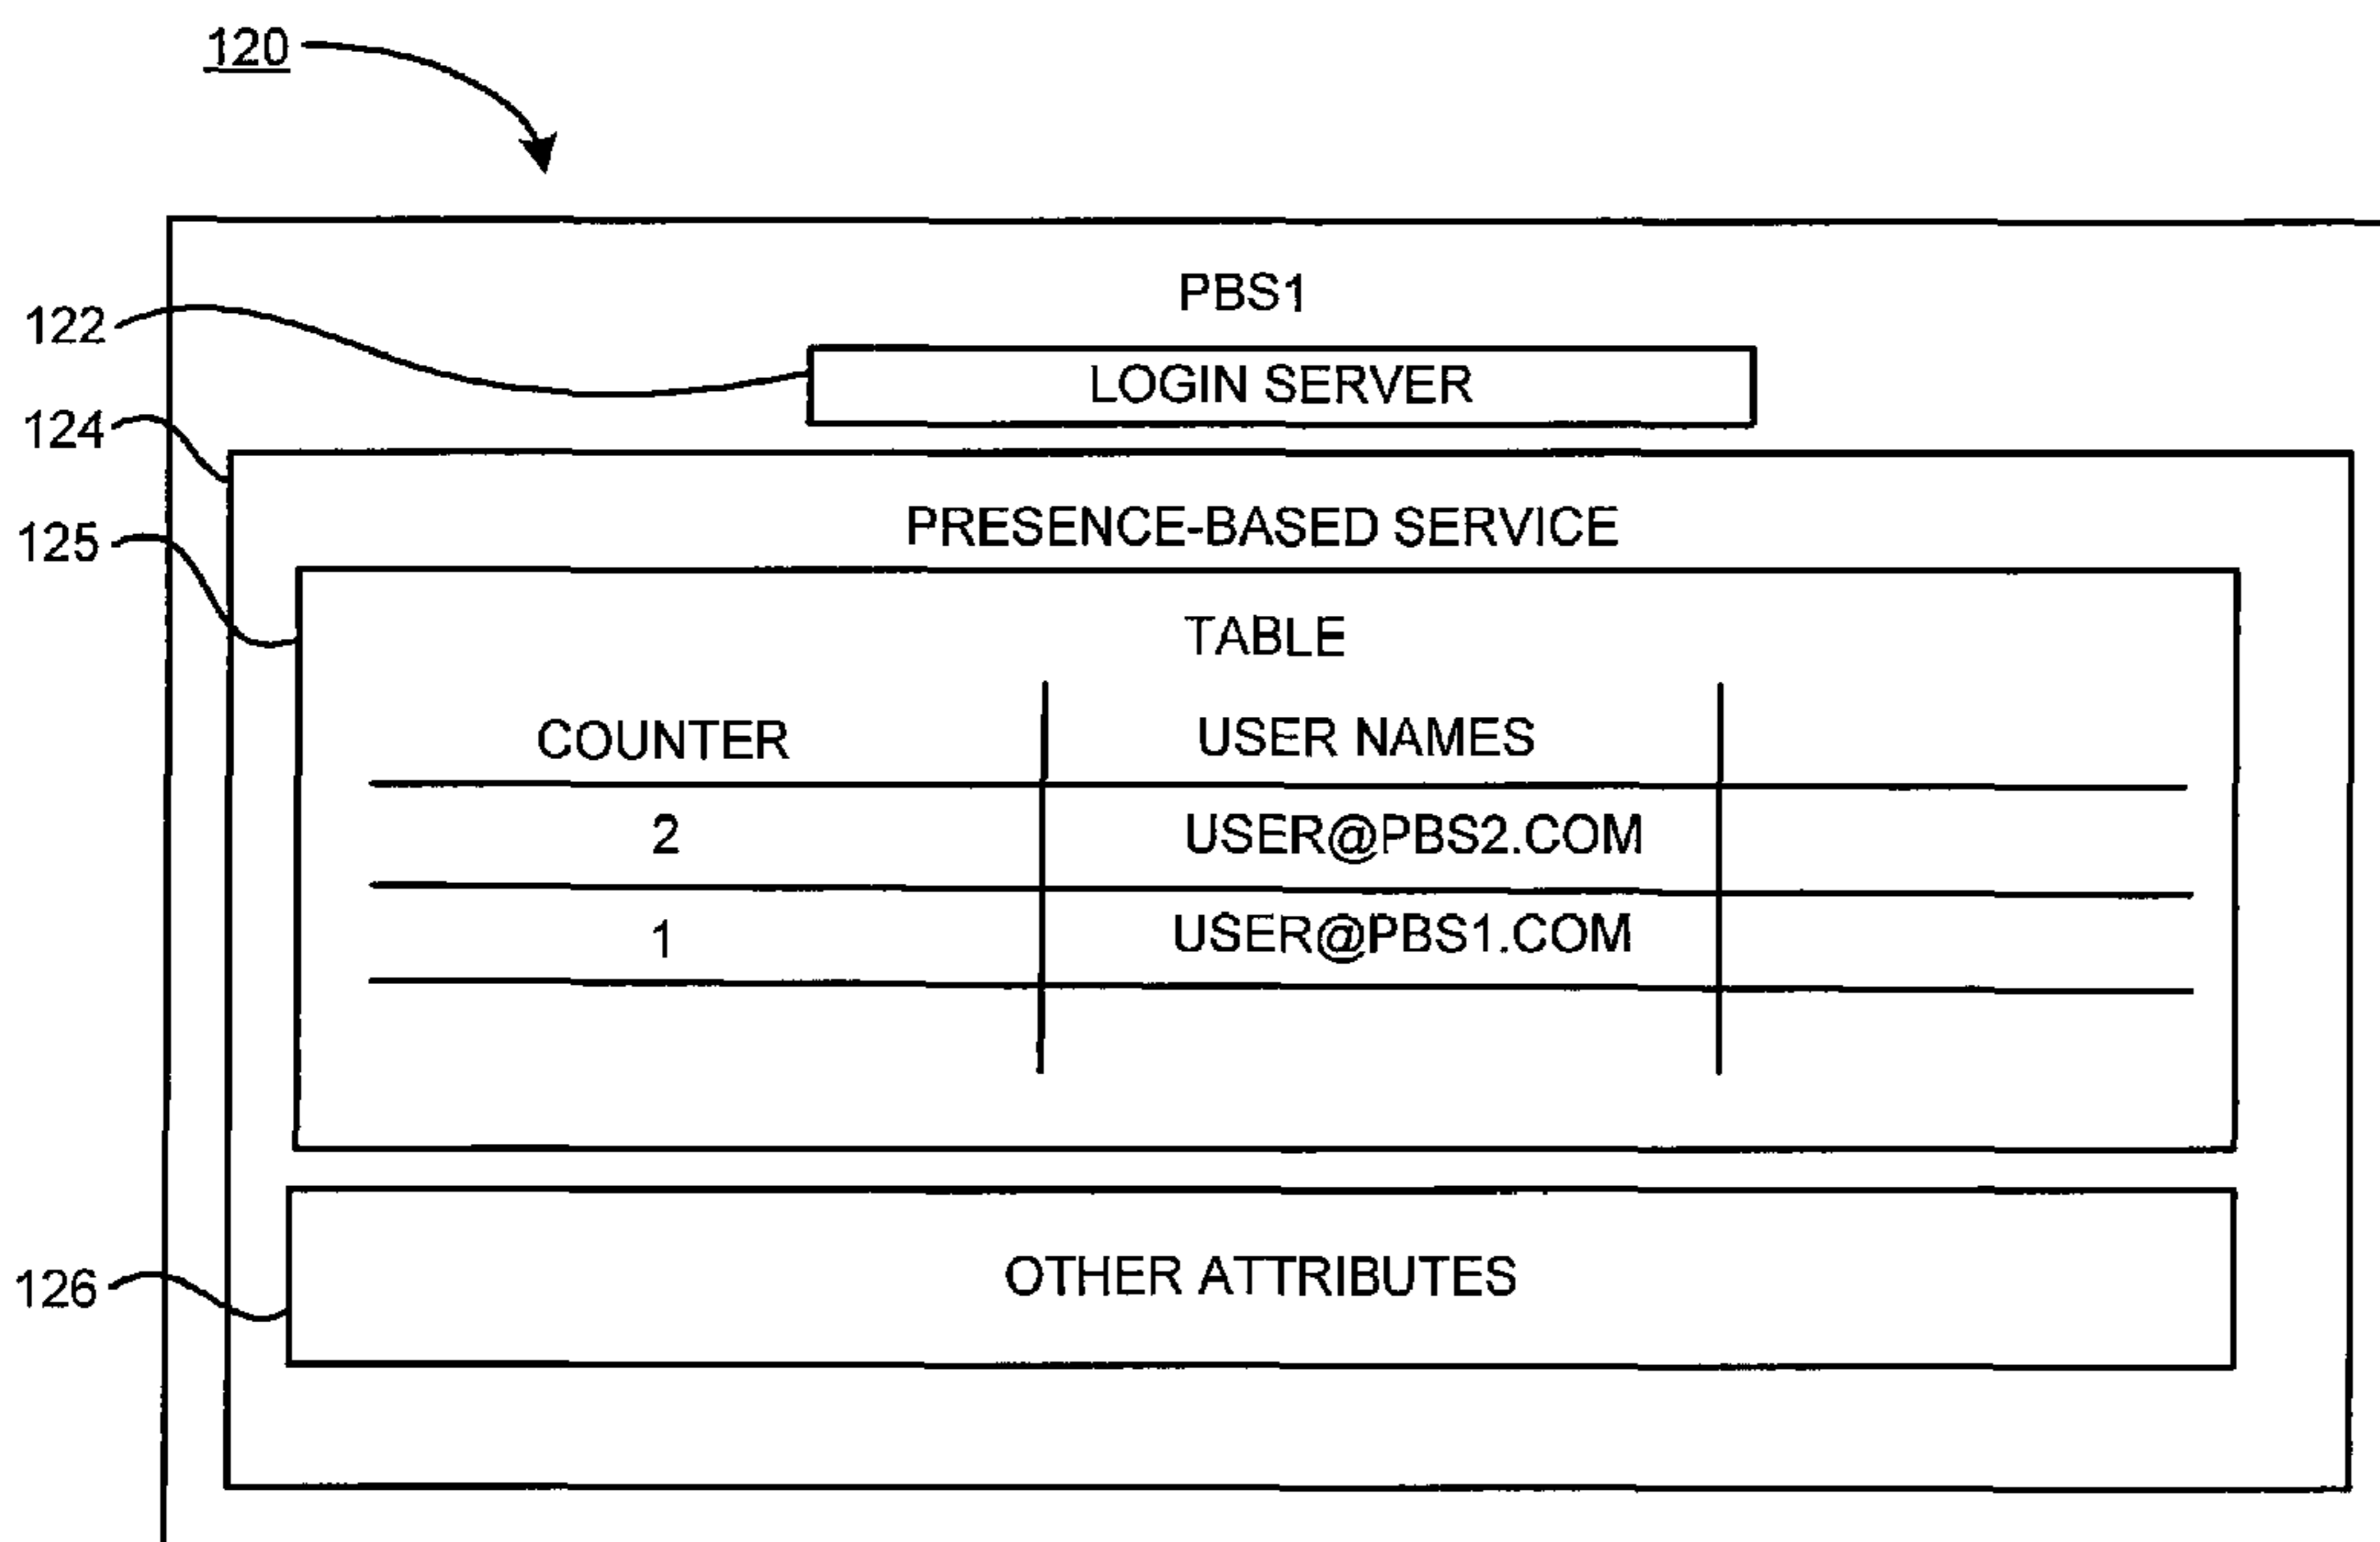 120
PBS1
122
LOGIN SERVER
124
PRESENCE-BASED SERVICE
125
TABLE
COUNTER USER NAMES
2 USER@PBS2.COM
1 USER@PBS1.COM
126
OTHER ATTRIBUTES